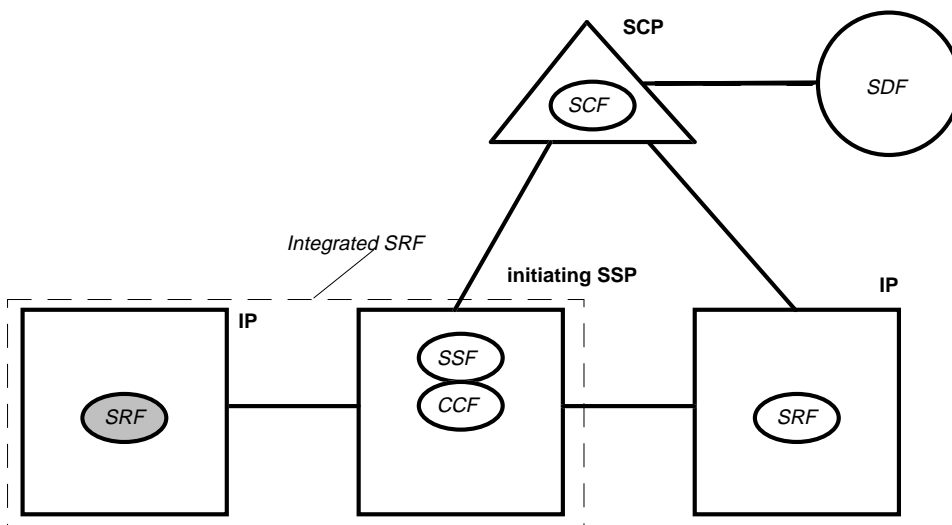 SCP
SCF
SDF
Integrated SRF
initiating SSP
IP
IP
SSF
SRF
CCF
SRF